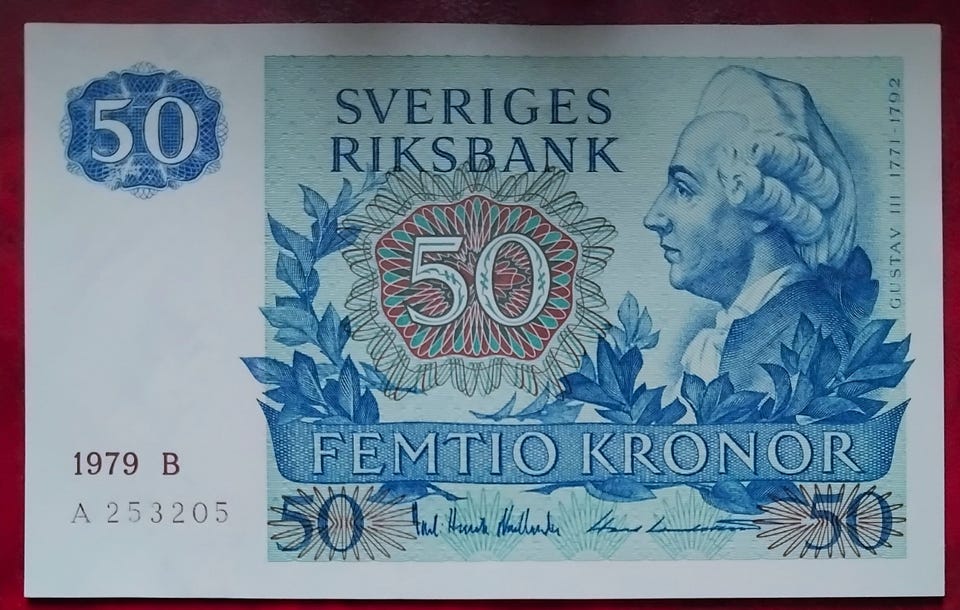 50
SVERIGES
RIKSBANK
50
GUSTAV III 1771-1792
FEMTIO KRONOR
1979 B
A 253205
50
50